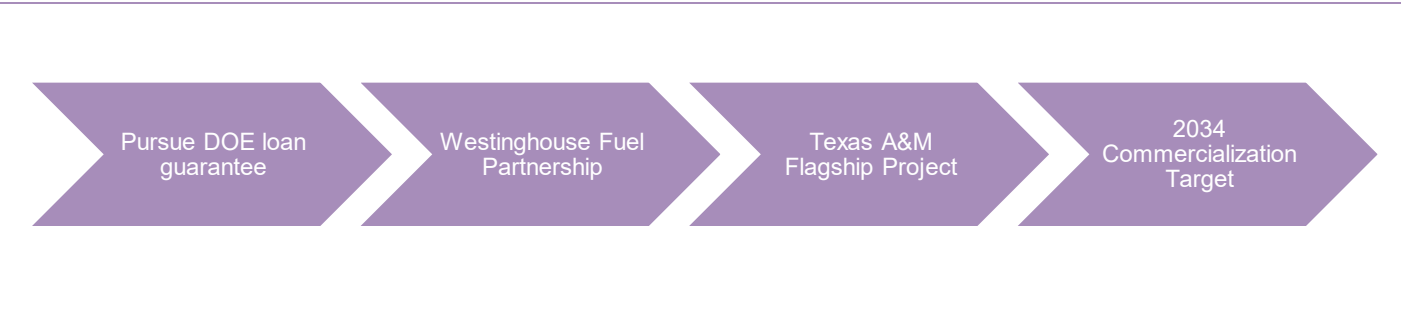 Pursue DOE loan
guarantee
Westinghouse Fuel
Partnership
Texas A&M
Flagship Project
2034
Commercialization
Target